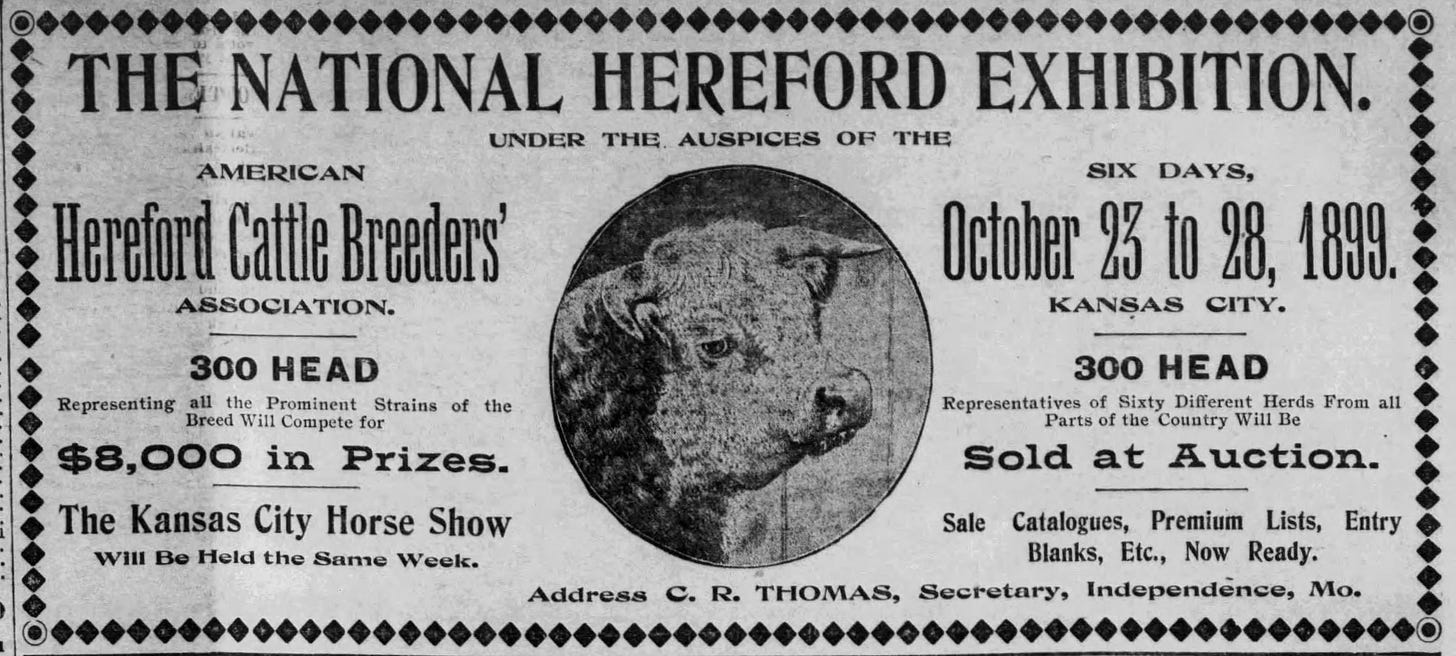 THE NATIONAL HEREFORD EXHIBITION.
UNDER THE AUSPICES OF THE
AMERICAN
Hereford Cattle Breeders'
ASSOCIATION.
300 HEAD
Representing all the Prominent Strains of the
Breed Will Compete for
$8,000 in Prizes.
The Kansas City Horse Show
Will Be Held the Same Week.
SIX DAYS,
October 23 to 28, 1899.
KANSAS CITY.
300 HEAD
Representatives of Sixty Different Herds From all
Parts of the Country Will Be
Sold at Auction.
Sale Catalogues, Premium Lists, Entry
Blanks, Etc., Now Ready.
Address C. R. THOMAS, Secretary, Independence, Mo.